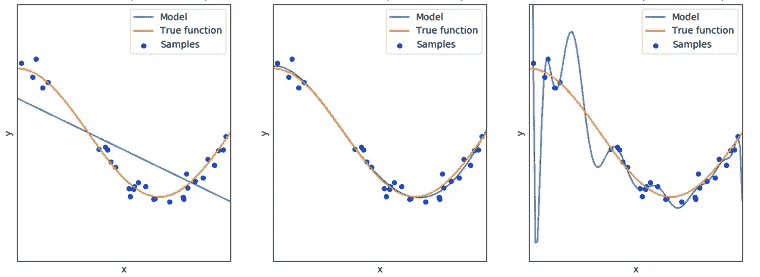 Model
True function
Samples
y
x
Model
True function
Samples
y
x
Model
True function
Samples
y
x